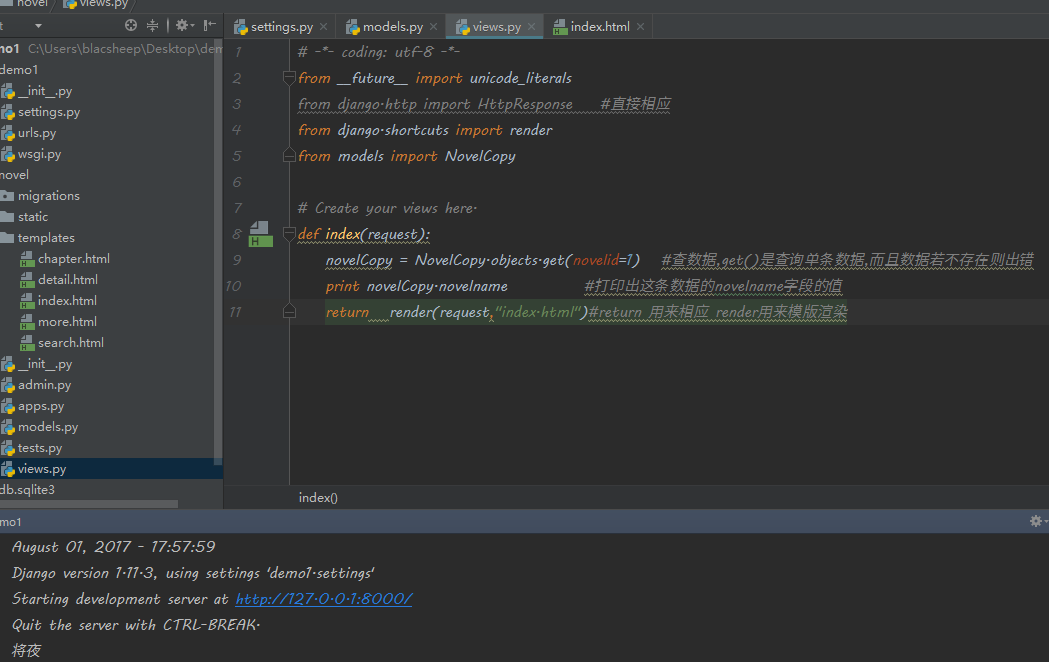 novel views.py
settings.py models.py views.py index.html
mo1 C:\Users\blacsheep\Desktop\dem
demo1
__init__.py
settings.py
urls.py
wsgi.py
novel
migrations
static
templates
chapter.html
detail.html
index.html
more.html
search.html
__init__.py
admin.py
apps.py
models.py
tests.py
views.py
db.sqlite3
1 # -*- coding: utf-8 -*-
2 from __future__ import unicode_literals
3 from django.http import HttpResponse #直接相应
4 from django.shortcuts import render
5 from models import NovelCopy
6
7 # Create your views here.
8 def index(request):
9 novelCopy = NovelCopy.objects.get(novelid=1) #查数据,get()是查询单条数据,而且数据若不存在则出错
10 print novelCopy.novelname #打印出这条数据的novelname字段的值
11 return render(request,"index.html")#return 用来相应 render用来模版渲染
index()
mo1
August 01, 2017 - 17:57:59
Django version 1.11.3, using settings 'demo1.settings'
Starting development server at http://127.0.0.1:8000/
Quit the server with CTRL-BREAK.
将夜